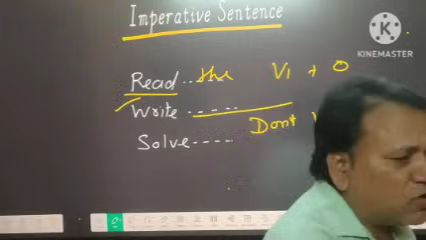 Imperative Sentence
KINEMASTER
Read ... the V1 + O
Write .....
Dont
Solve ....